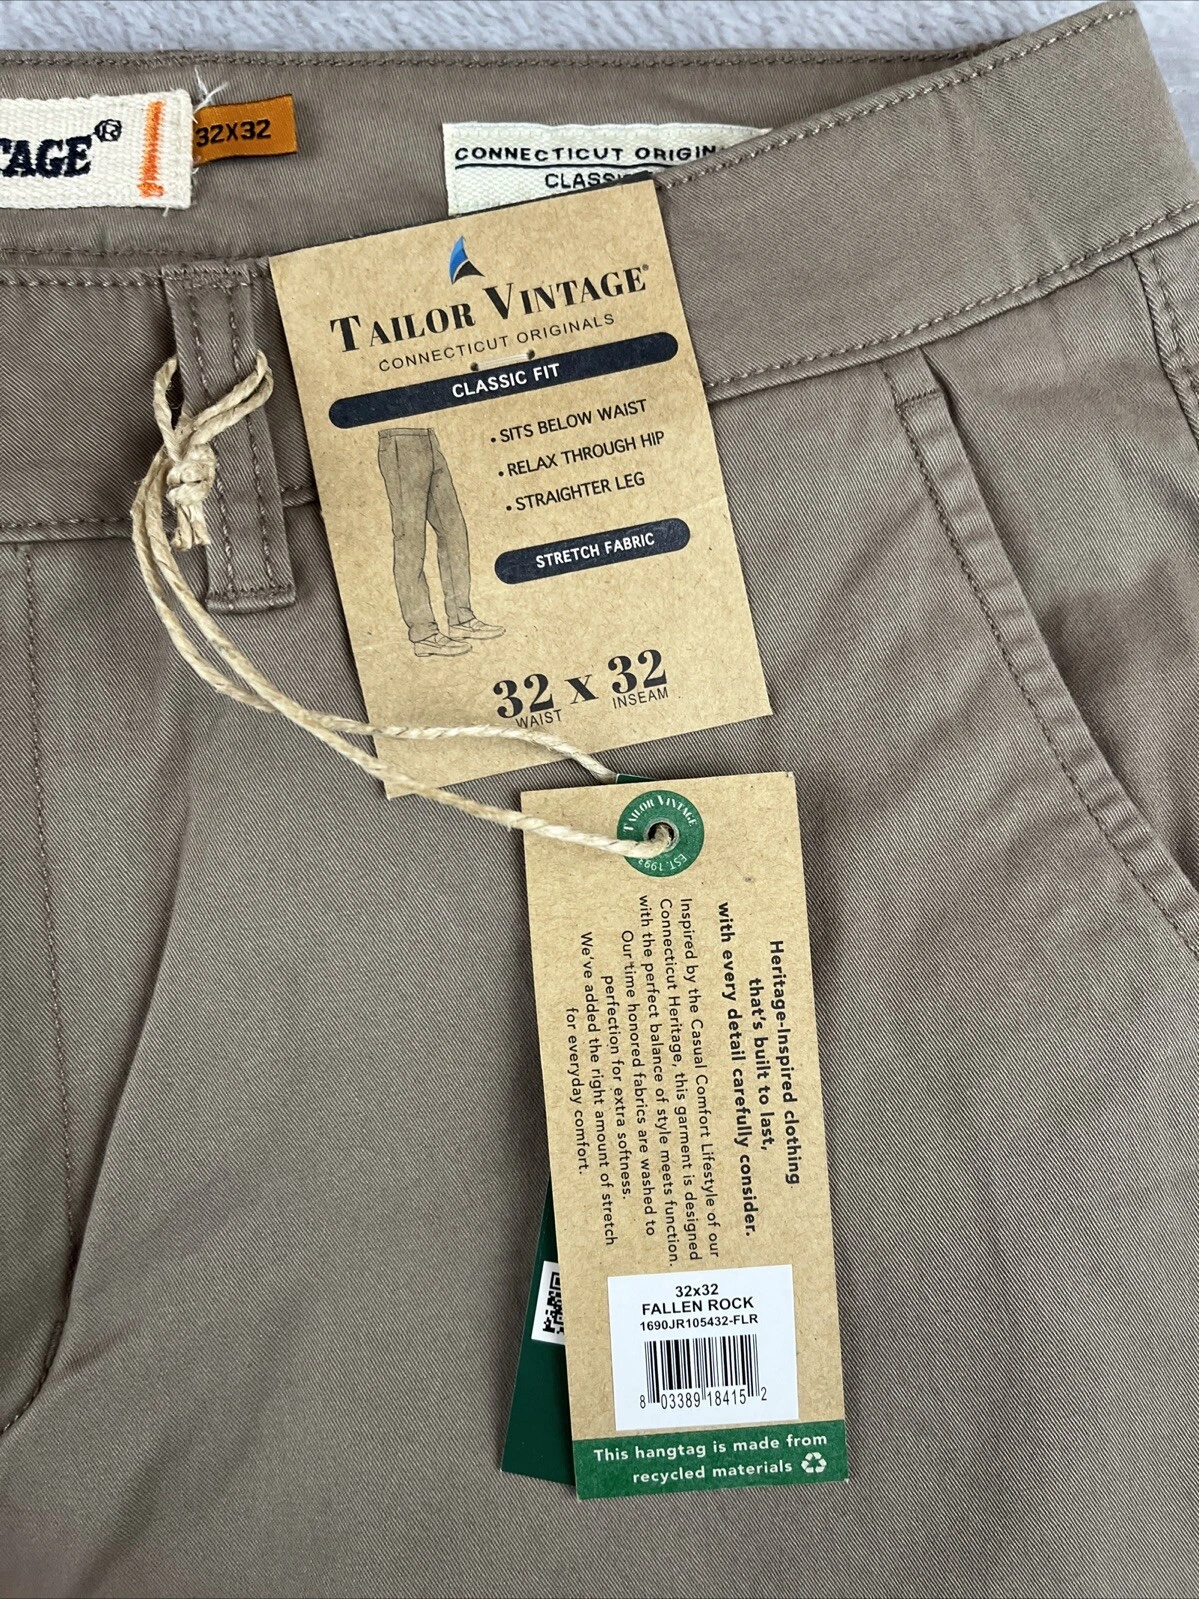 TAGE®
32X32
CONNECTICUT ORIGIN
CLASSIC
TAILOR VINTAGE®
CONNECTICUT ORIGINALS
CLASSIC FIT
• SITS BELOW WAIST
• RELAX THROUGH HIP
• STRAIGHTER LEG
STRETCH FABRIC
32 x 32
WAIST INSEAM
TAILOR VINTAGE
EST. 1993
Heritage-Inspired clothing
that's built to last,
with every detail carefully consider.
Inspired by the Casual Comfort Lifestyle of our
Connecticut Heritage, this garment is designed
with the perfect balance of style meets function.
Our time honored fabrics are washed to
perfection for extra softness.
We've added the right amount of stretch
for everyday comfort.
32x32
FALLEN ROCK
1690JR105432-FLR
8 03389 18415 2
This hangtag is made from
recycled materials